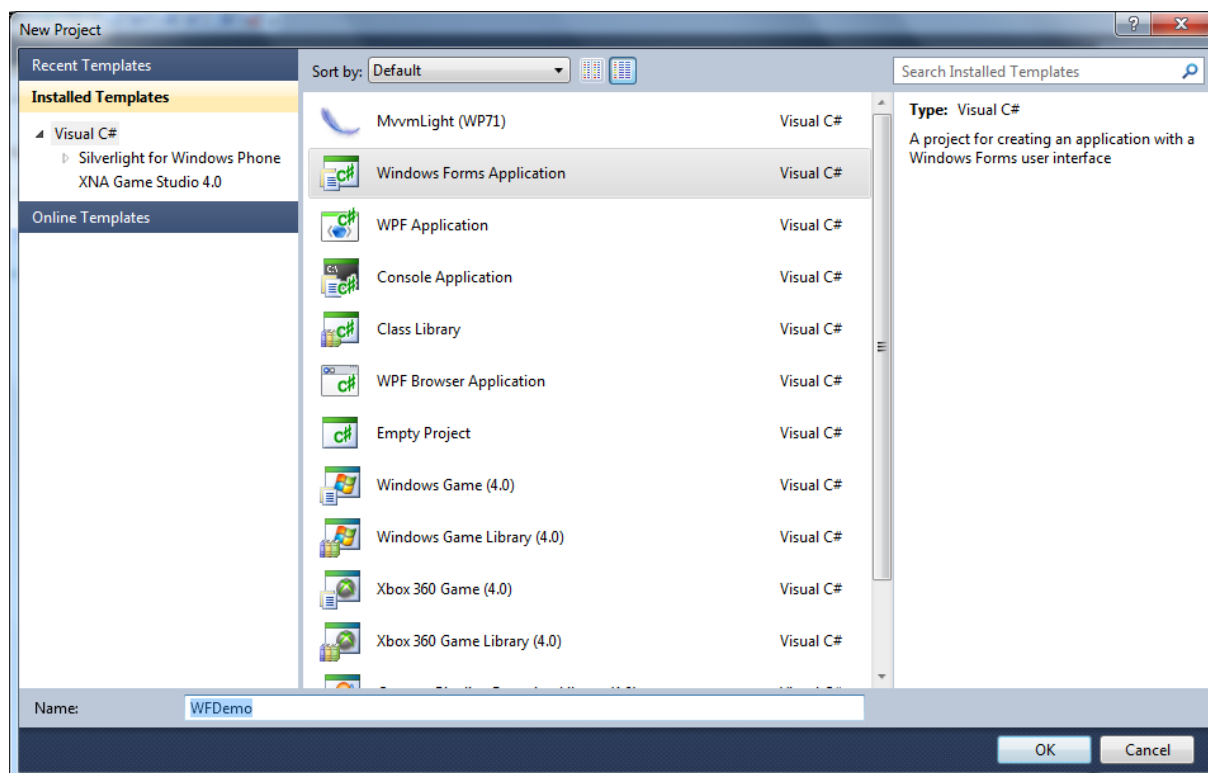 New Project
Recent Templates
Installed Templates
Visual C#
Silverlight for Windows Phone
XNA Game Studio 4.0
Online Templates
Sort by: Default
Search Installed Templates
MvvmLight (WP71) Visual C#
Windows Forms Application Visual C#
WPF Application Visual C#
Console Application Visual C#
Class Library Visual C#
WPF Browser Application Visual C#
Empty Project Visual C#
Windows Game (4.0) Visual C#
Windows Game Library (4.0) Visual C#
Xbox 360 Game (4.0) Visual C#
Xbox 360 Game Library (4.0) Visual C#
Type: Visual C#
A project for creating an application with a
Windows Forms user interface
Name: WFDemo
OK Cancel